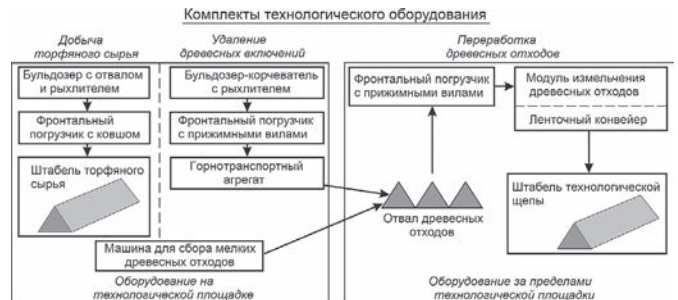 Комплекты технологического оборудования
Добыча
торфяного сырья
Удаление
древесных включений
Переработка
древесных отходов
Бульдозер с отвалом
и рыхлителем
Фронтальный
погрузчик с ковшом
Штабель торфяного
сырья
Бульдозер-корчеватель
с рыхлителем
Фронтальный погрузчик
с прижимными вилами
Горнотранспортный
агрегат
Машина для сбора мелких
древесных отходов
Оборудование на
технологической площадке
Фронтальный погрузчик
с прижимными вилами
Модуль измельчения
древесных отходов
Ленточный конвейер
Отвал древесных
отходов
Штабель технологической
щепы
Оборудование за пределами
технологической площадки